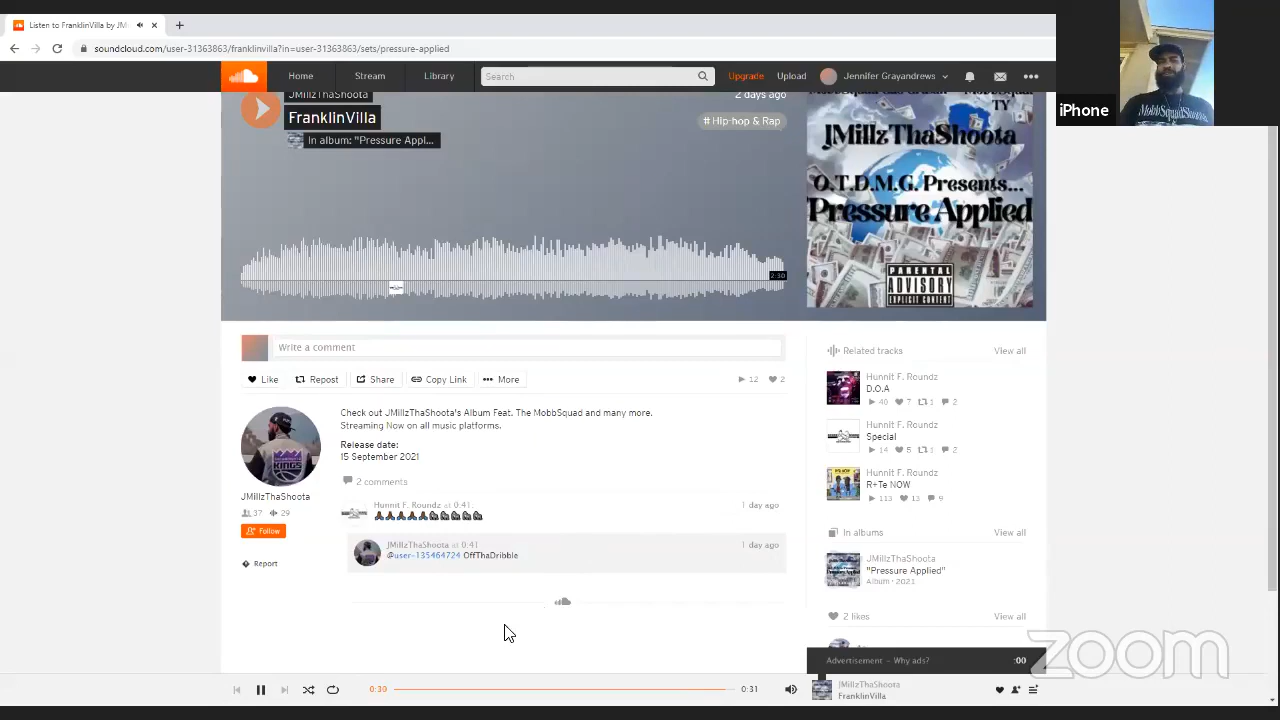 Listen to FranklinVilla by JM
soundcloud.com/user-31363863/franklinvilla?in=user-31363863/sets/pressure-applied
Home
Stream
Library
Search
Upgrade
Upload
Jennifer Grayandrews
iPhone
MobbSquadShoota
JMillzThaShoota
2 days ago
FranklinVilla
# Hip-hop & Rap
In album: "Pressure Appl...
TY
JMillzThaShoota
O.T.D.M.G. Presents...
Pressure Applied
PARENTAL
ADVISORY
EXPLICIT CONTENT
2:30
Write a comment
Like
Repost
Share
Copy Link
More
12
2
Check out JMillzThaShoota's Album Feat. The MobbSquad and many more.
Streaming Now on all music platforms.
Release date:
15 September 2021
2 comments
JMillzThaShoota
37
29
Follow
Report
Hunnit F. Roundz at 0:41
1 day ago
JMillzThaShoota at 0:41
1 day ago
@user-135464724 OffThaDribble
Related tracks
View all
Hunnit F. Roundz
D.O.A
40 7 1 2
Hunnit F. Roundz
Special
14 5 1 2
Hunnit F. Roundz
R+Te NOW
113 13 9
In albums
View all
JMillzThaShoota
"Pressure Applied"
Album · 2021
2 likes
View all
Advertisement - Why ads?
:00
zoom
0:30
0:31
JMillzThaShoota
FranklinVilla